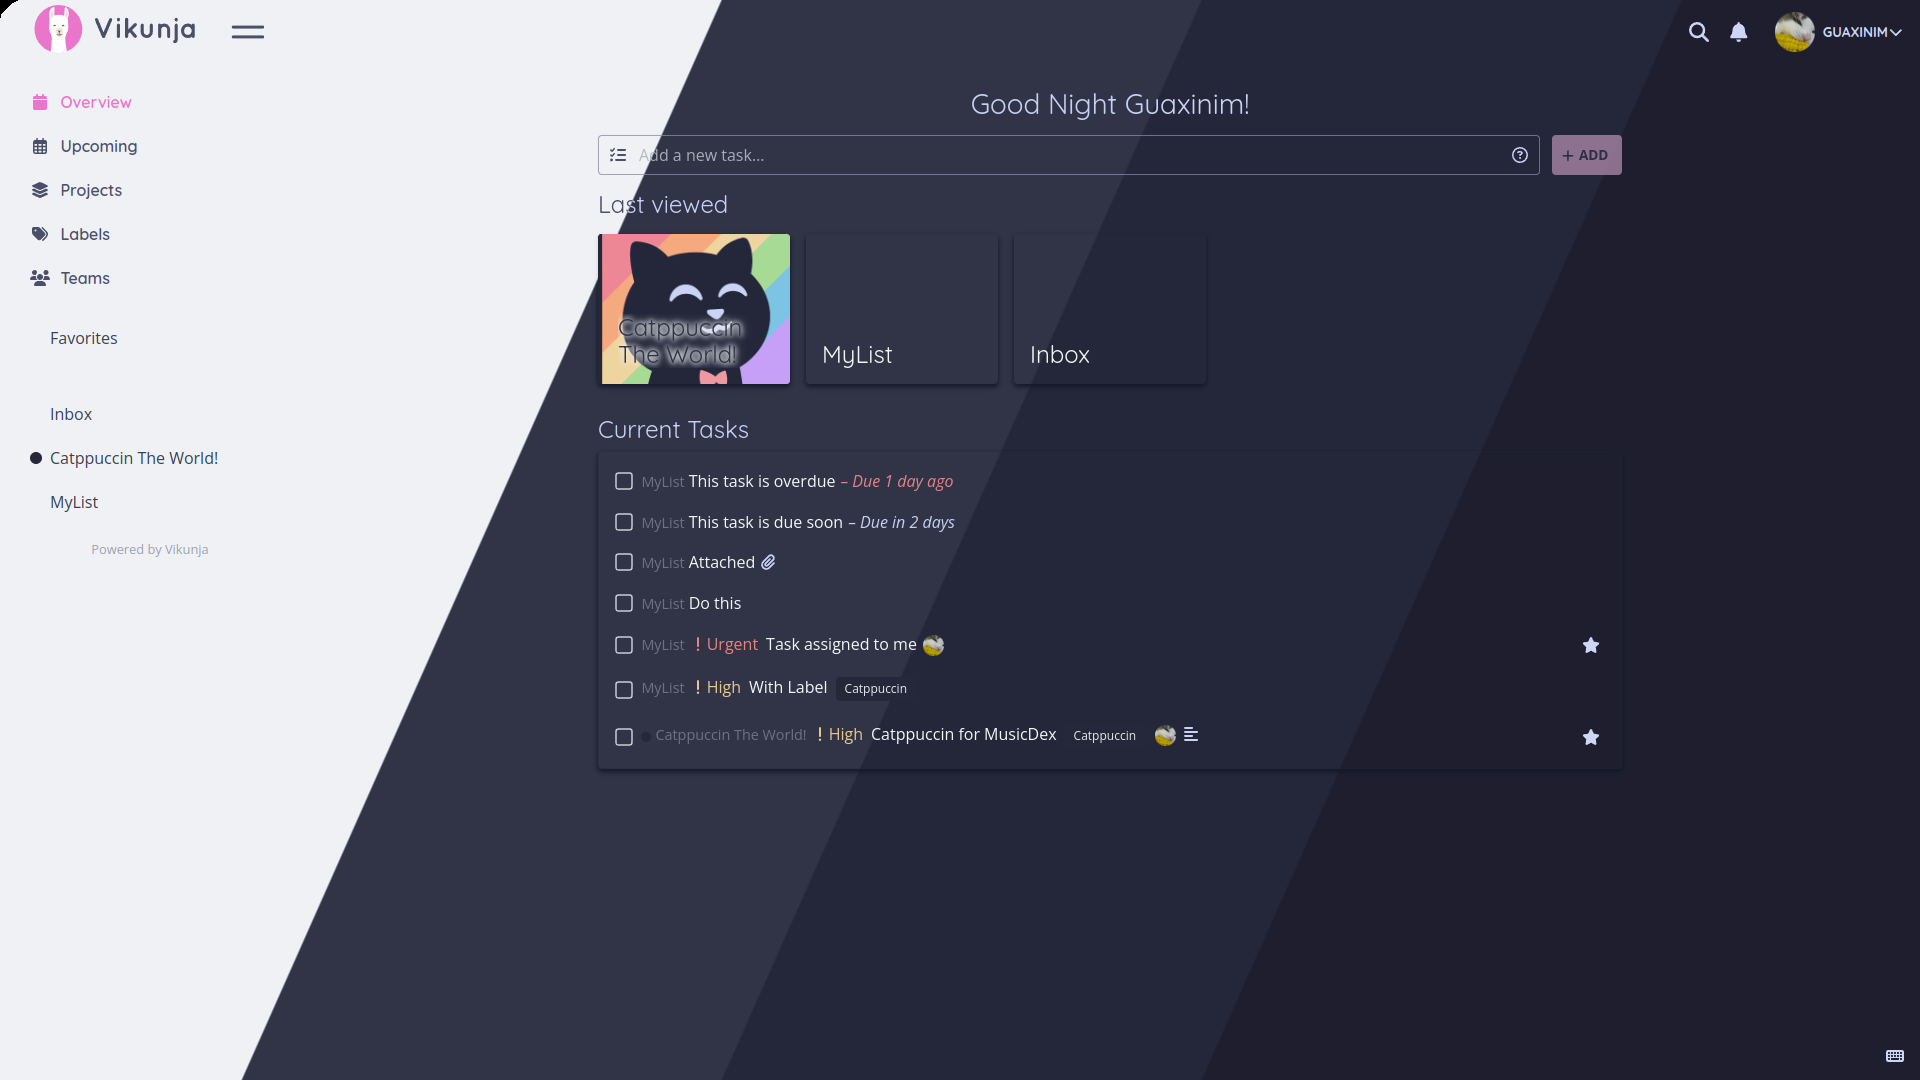 Vikunja
GUAXINIM
Overview
Upcoming
Projects
Labels
Teams
Favorites
Inbox
Catppuccin The World!
MyList
Powered by Vikunja
Good Night Guaxinim!
Add a new task...
+ ADD
Last viewed
Catppuccin
The World!
MyList
Inbox
Current Tasks
MyList This task is overdue – Due 1 day ago
MyList This task is due soon – Due in 2 days
MyList Attached
MyList Do this
MyList ! Urgent Task assigned to me
MyList ! High With Label Catppuccin
Catppuccin The World! ! High Catppuccin for MusicDex Catppuccin